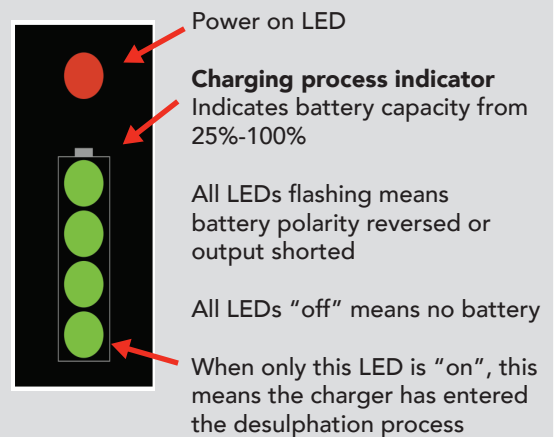 Power on LED
Charging process indicator
Indicates battery capacity from
25%-100%
All LEDs flashing means
battery polarity reversed or
output shorted
All LEDs “off” means no battery
When only this LED is “on”, this
means the charger has entered
the desulphation process